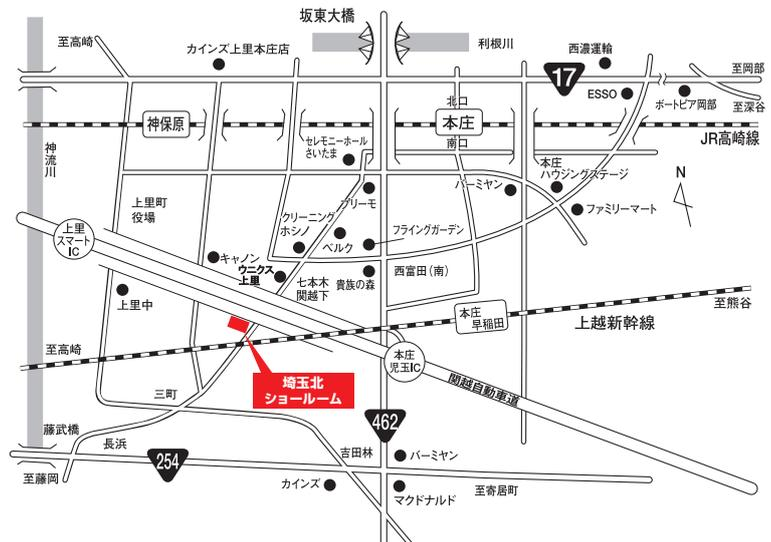 坂東大橋
利根川
至高崎
カインズ上里本庄店
西濃運輸
17
至岡部
ESSO
ボートピア岡部
至深谷
神保原
北口
本庄
南口
JR高崎線
神流川
セレモニーホール
さいたま
本庄
ハウジングステージ
N
上里町
役場
プリーモ
バーミヤン
ファミリーマート
上里
スマート
IC
クリーニング
ホシノ
ベルク
フライングガーデン
キャノン
ウニクス
上里
七本木
関越下
貴族の森
西富田(南)
上里中
本庄
早稲田
上越新幹線
至熊谷
至高崎
本庄
児玉IC
埼玉北
ショールーム
関越自動車道
三町
462
藤武橋
長浜
254
吉田林
バーミヤン
至藤岡
カインズ
マクドナルド
至寄居町